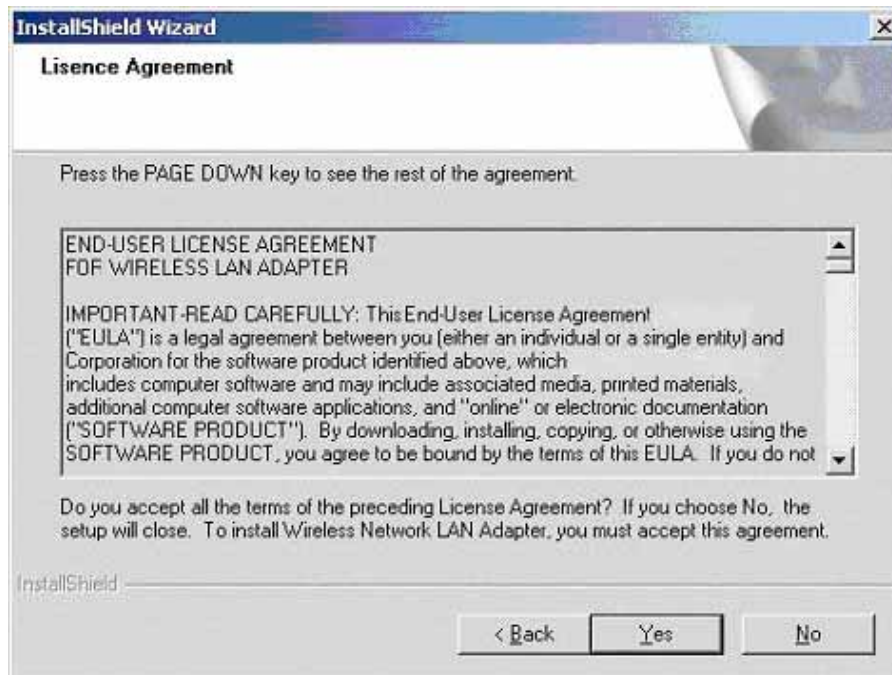 InstallShield Wizard
Lisence Agreement
Press the PAGE DOWN key to see the rest of the agreement.
END-USER LICENSE AGREEMENT
FOR WIRELESS LAN ADAPTER
IMPORTANT-READ CAREFULLY: This End-User License Agreement
("EULA") is a legal agreement between you (either an individual or a single entity) and
Corporation for the software product identified above, which
includes computer software and may include associated media, printed materials,
additional computer software applications, and "online" or electronic documentation
("SOFTWARE PRODUCT"). By downloading, installing, copying, or otherwise using the
SOFTWARE PRODUCT, you agree to be bound by the terms of this EULA. If you do not
Do you accept all the terms of the preceding License Agreement? If you choose No, the
setup will close. To install Wireless Network LAN Adapter, you must accept this agreement.
InstallShield
< Back Yes No